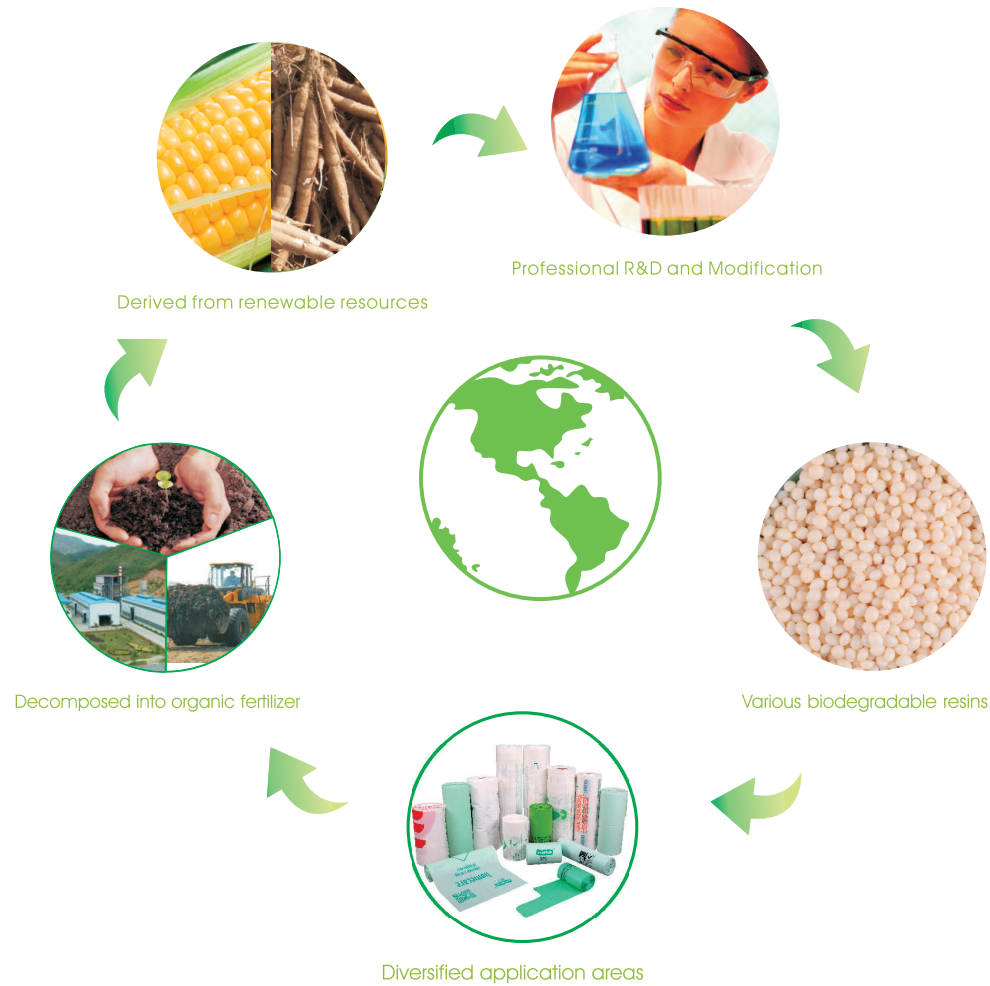 Derived from renewable resources
Professional R&D and Modification
Various biodegradable resins
Diversified application areas
Decomposed into organic fertilizer